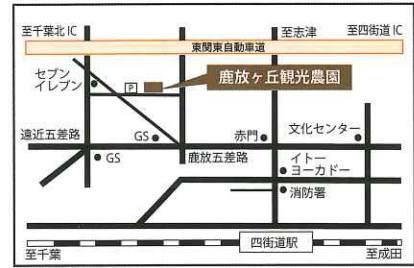 至千葉北IC
至志津
至四街道IC
東関東自動車道
セブン
イレブン
P
鹿放ヶ丘観光農園
遠近五差路
GS
赤門
文化センター
GS
鹿放五差路
イトー
ヨーカドー
消防署
四街道駅
至千葉
至成田